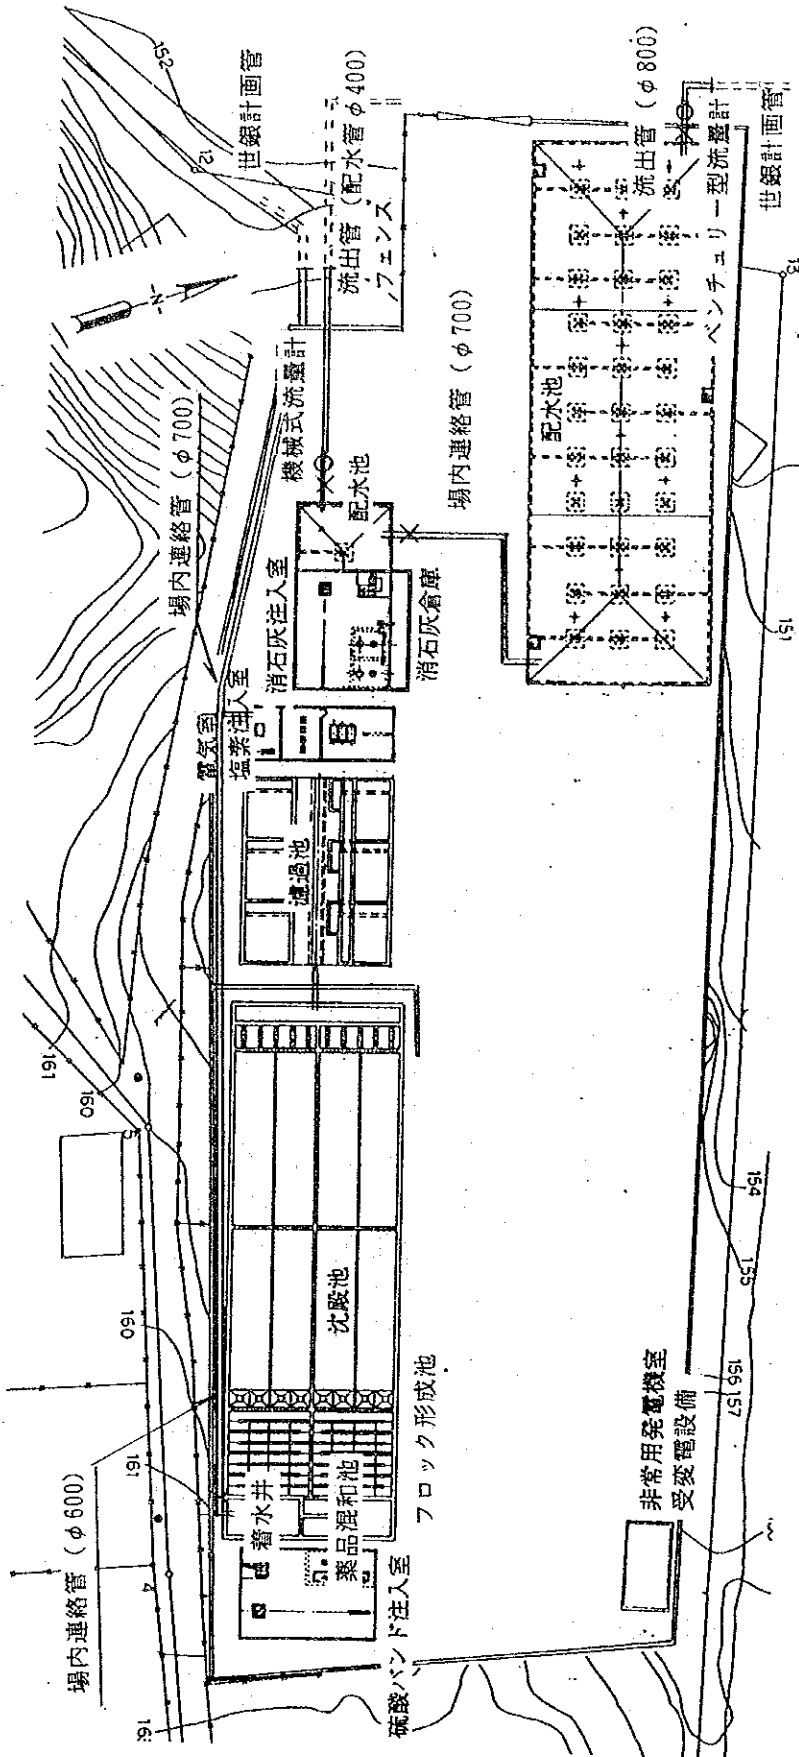 152
12
世銀計画管
流出管（配水管φ400）
フェンス
N
流出管（φ800）
ベンチュリー型流量計
世銀計画管
13
場内連絡管（φ700）
機械式流量計
場内連絡管（φ700）
配水池
配水池
消石灰注入室
消石灰倉庫
151
電気室
塩素注入室
濾過池
161
160
5
154
155
沈殿池
160
156
157
フロック形成池
非常用発電機室
受変電設備
161
着水井
薬品混和池
場内連絡管（φ600）
4
硫酸バンド注入室